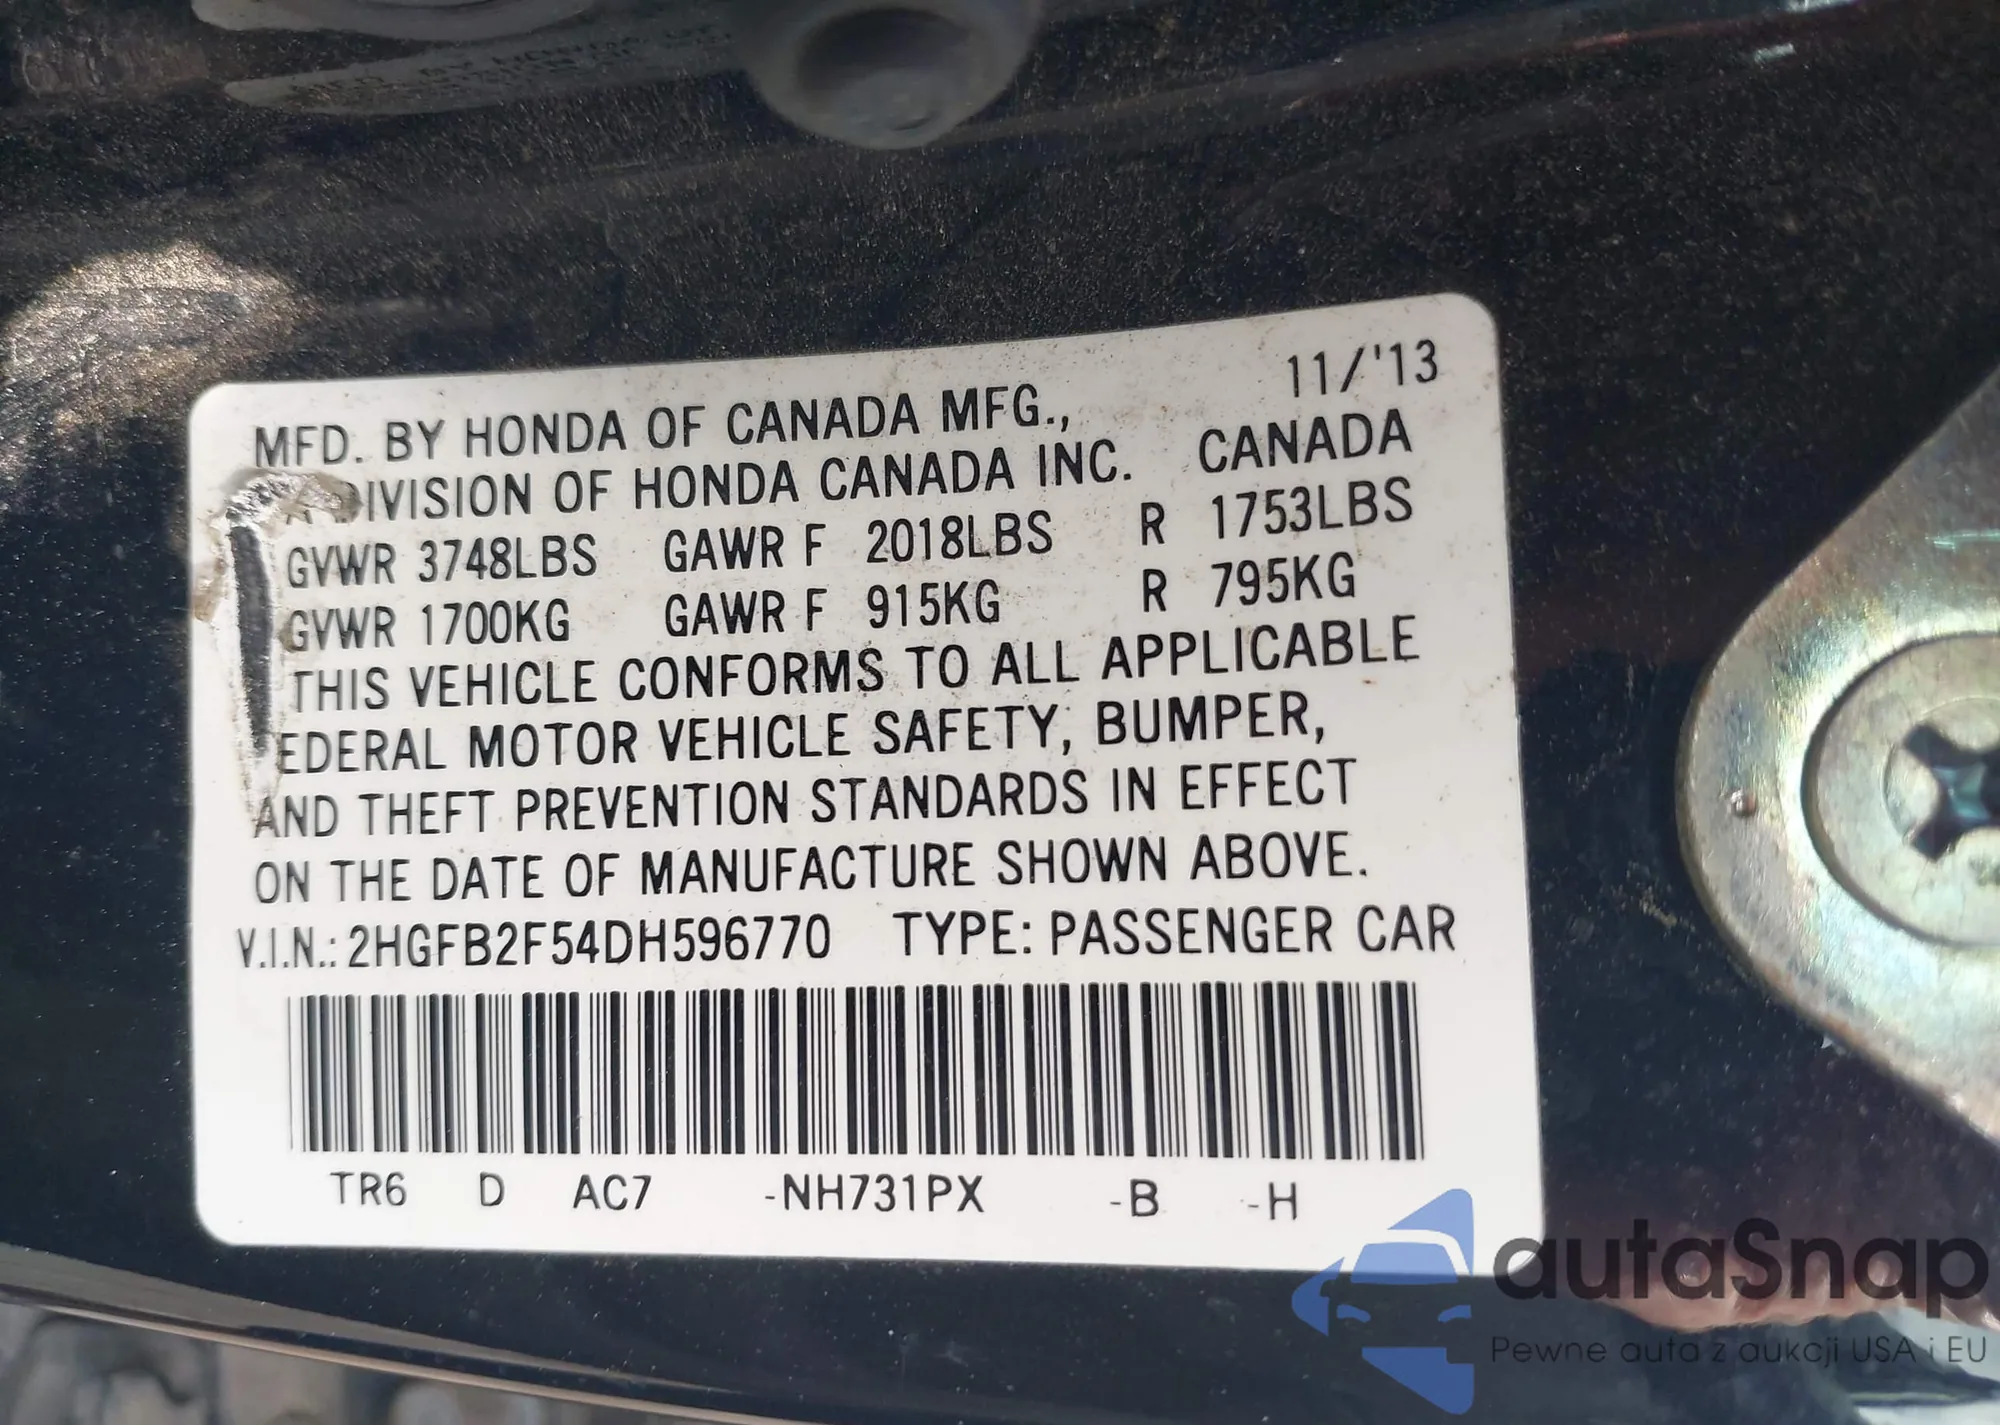 11/'13
MFD. BY HONDA OF CANADA MFG.,
A DIVISION OF HONDA CANADA INC. CANADA
GVWR 3748LBS GAWR F 2018LBS R 1753LBS
GVWR 1700KG GAWR F 915KG R 795KG
THIS VEHICLE CONFORMS TO ALL APPLICABLE
EDERAL MOTOR VEHICLE SAFETY, BUMPER,
AND THEFT PREVENTION STANDARDS IN EFFECT
ON THE DATE OF MANUFACTURE SHOWN ABOVE.
V.I.N.: 2HGFB2F54DH596770 TYPE: PASSENGER CAR
TR6 D AC7 -NH731PX -B -H
autaSnap
Pewne auta z aukcji USA i EU